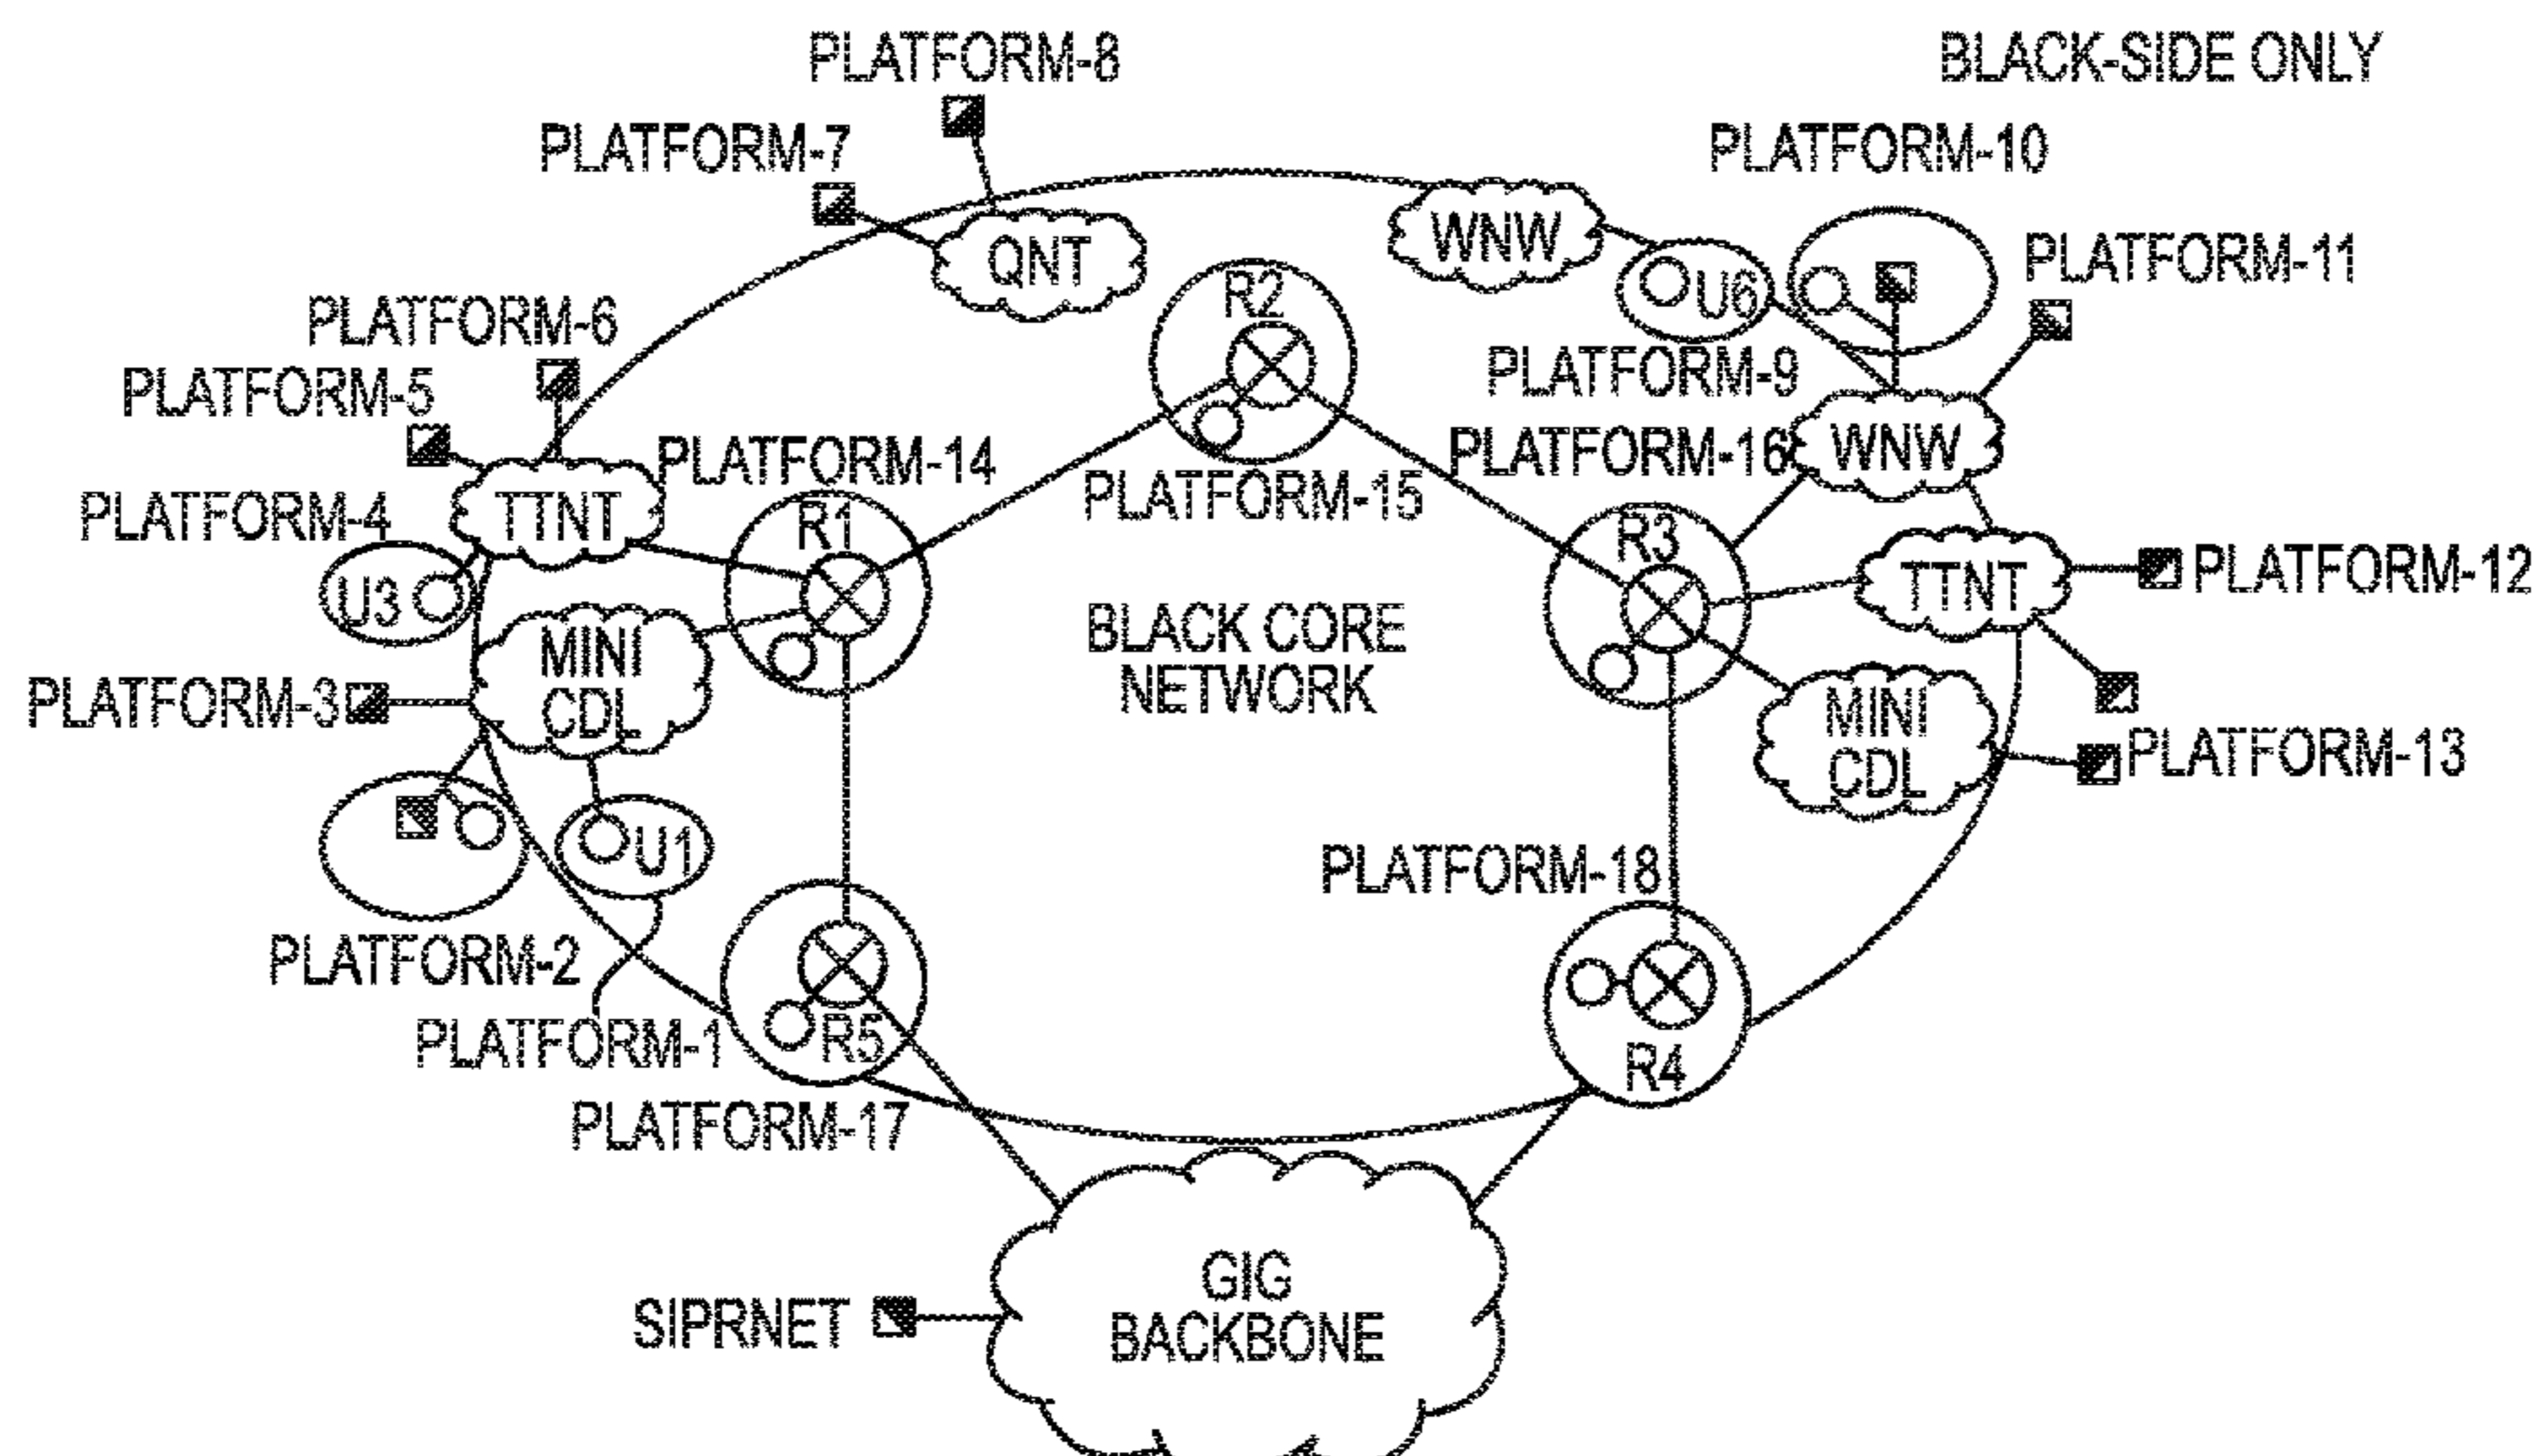 PLATFORM-8
BLACK-SIDE ONLY
PLATFORM-7
PLATFORM-10
QNT
WNW
PLATFORM-11
R2
U6
PLATFORM-6
PLATFORM-5
PLATFORM-9
PLATFORM-14
PLATFORM-16
WNW
PLATFORM-4
TTNT
R1
PLATFORM-15
R3
TTNT
PLATFORM-12
U3
MINI
CDL
BLACK CORE
NETWORK
PLATFORM-3
MINI
CDL
PLATFORM-13
U1
PLATFORM-18
PLATFORM-2
PLATFORM-1
R5
R4
PLATFORM-17
GIG
BACKBONE
SIPRNET